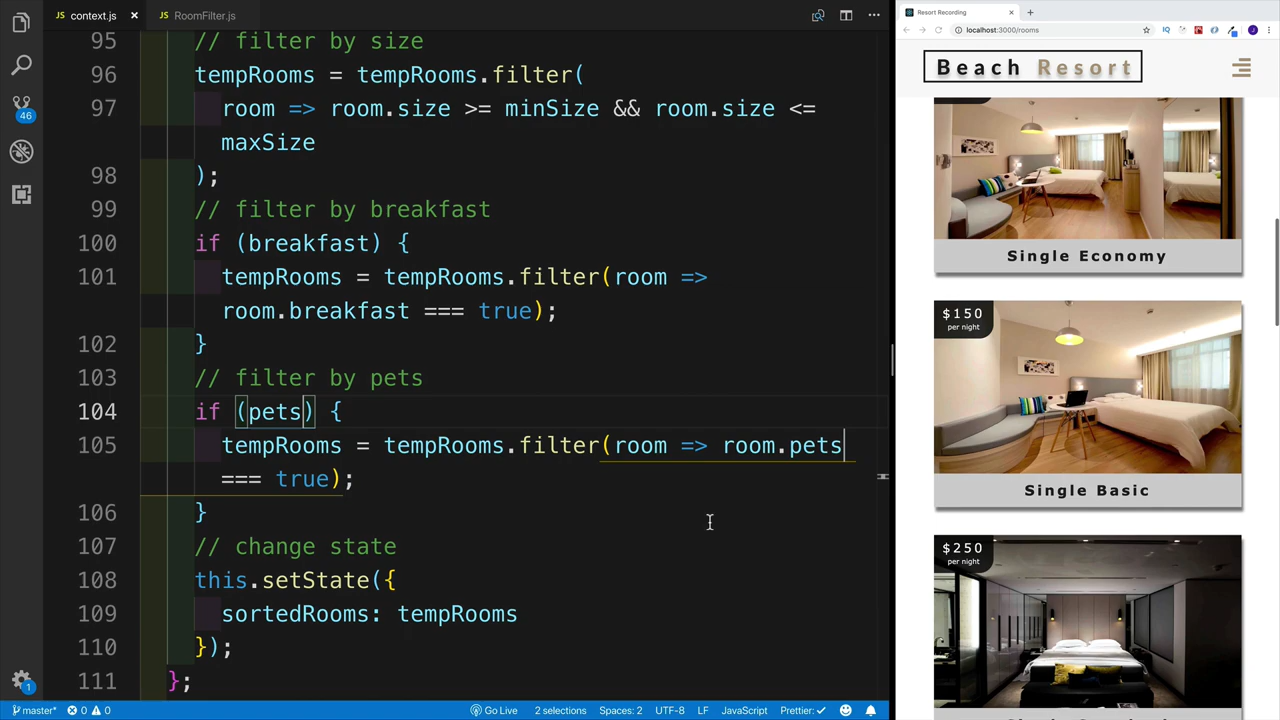 context.js
RoomFilter.js
95 // filter by size
96 tempRooms = tempRooms.filter(
97 room => room.size >= minSize && room.size <=
maxSize
98 );
99 // filter by breakfast
100 if (breakfast) {
101 tempRooms = tempRooms.filter(room =>
room.breakfast === true);
102 }
103 // filter by pets
104 if (pets) {
105 tempRooms = tempRooms.filter(room => room.pets
=== true);
106 }
107 // change state
108 this.setState({
109 sortedRooms: tempRooms
110 });
111 };
46
1
master* 0 0 Go Live 2 selections Spaces: 2 UTF-8 LF JavaScript Prettier: ✓
Resort Recording
localhost:3000/rooms
Beach Resort
Single Economy
$150
per night
Single Basic
$250
per night